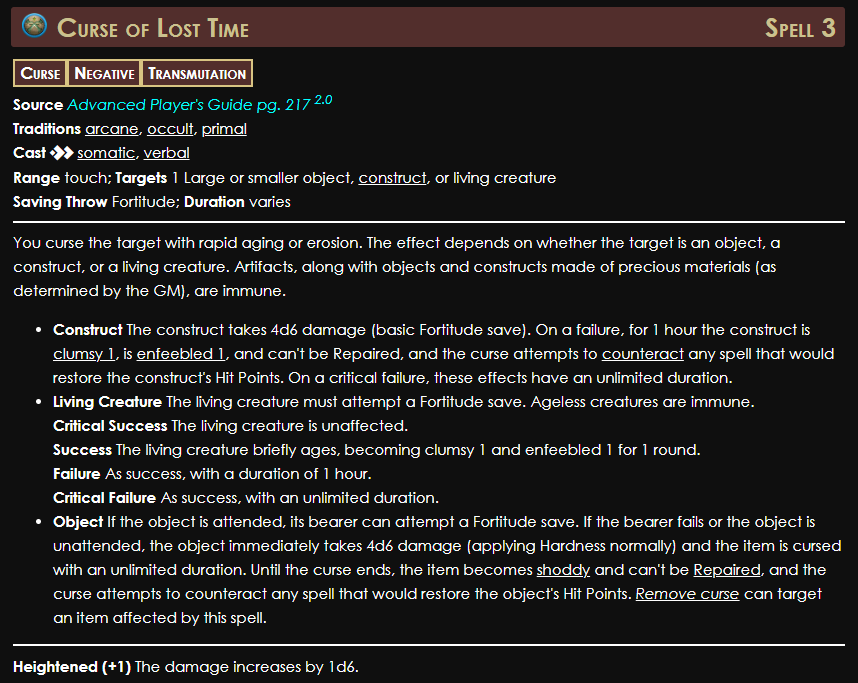 Curse of Lost Time Spell 3
Curse Negative Transmutation
Source Advanced Player's Guide pg. 217 2.0
Traditions arcane, occult, primal
Cast somatic, verbal
Range touch; Targets 1 Large or smaller object, construct, or living creature
Saving Throw Fortitude; Duration varies
You curse the target with rapid aging or erosion. The effect depends on whether the target is an object, a
construct, or a living creature. Artifacts, along with objects and constructs made of precious materials (as
determined by the GM), are immune.
• Construct The construct takes 4d6 damage (basic Fortitude save). On a failure, for 1 hour the construct is
clumsy 1, is enfeebled 1, and can't be Repaired, and the curse attempts to counteract any spell that would
restore the construct's Hit Points. On a critical failure, these effects have an unlimited duration.
• Living Creature The living creature must attempt a Fortitude save. Ageless creatures are immune.
Critical Success The living creature is unaffected.
Success The living creature briefly ages, becoming clumsy 1 and enfeebled 1 for 1 round.
Failure As success, with a duration of 1 hour.
Critical Failure As success, with an unlimited duration.
• Object If the object is attended, its bearer can attempt a Fortitude save. If the bearer fails or the object is
unattended, the object immediately takes 4d6 damage (applying Hardness normally) and the item is cursed
with an unlimited duration. Until the curse ends, the item becomes shoddy and can't be Repaired, and the
curse attempts to counteract any spell that would restore the object's Hit Points. Remove curse can target
an item affected by this spell.
Heightened (+1) The damage increases by 1d6.